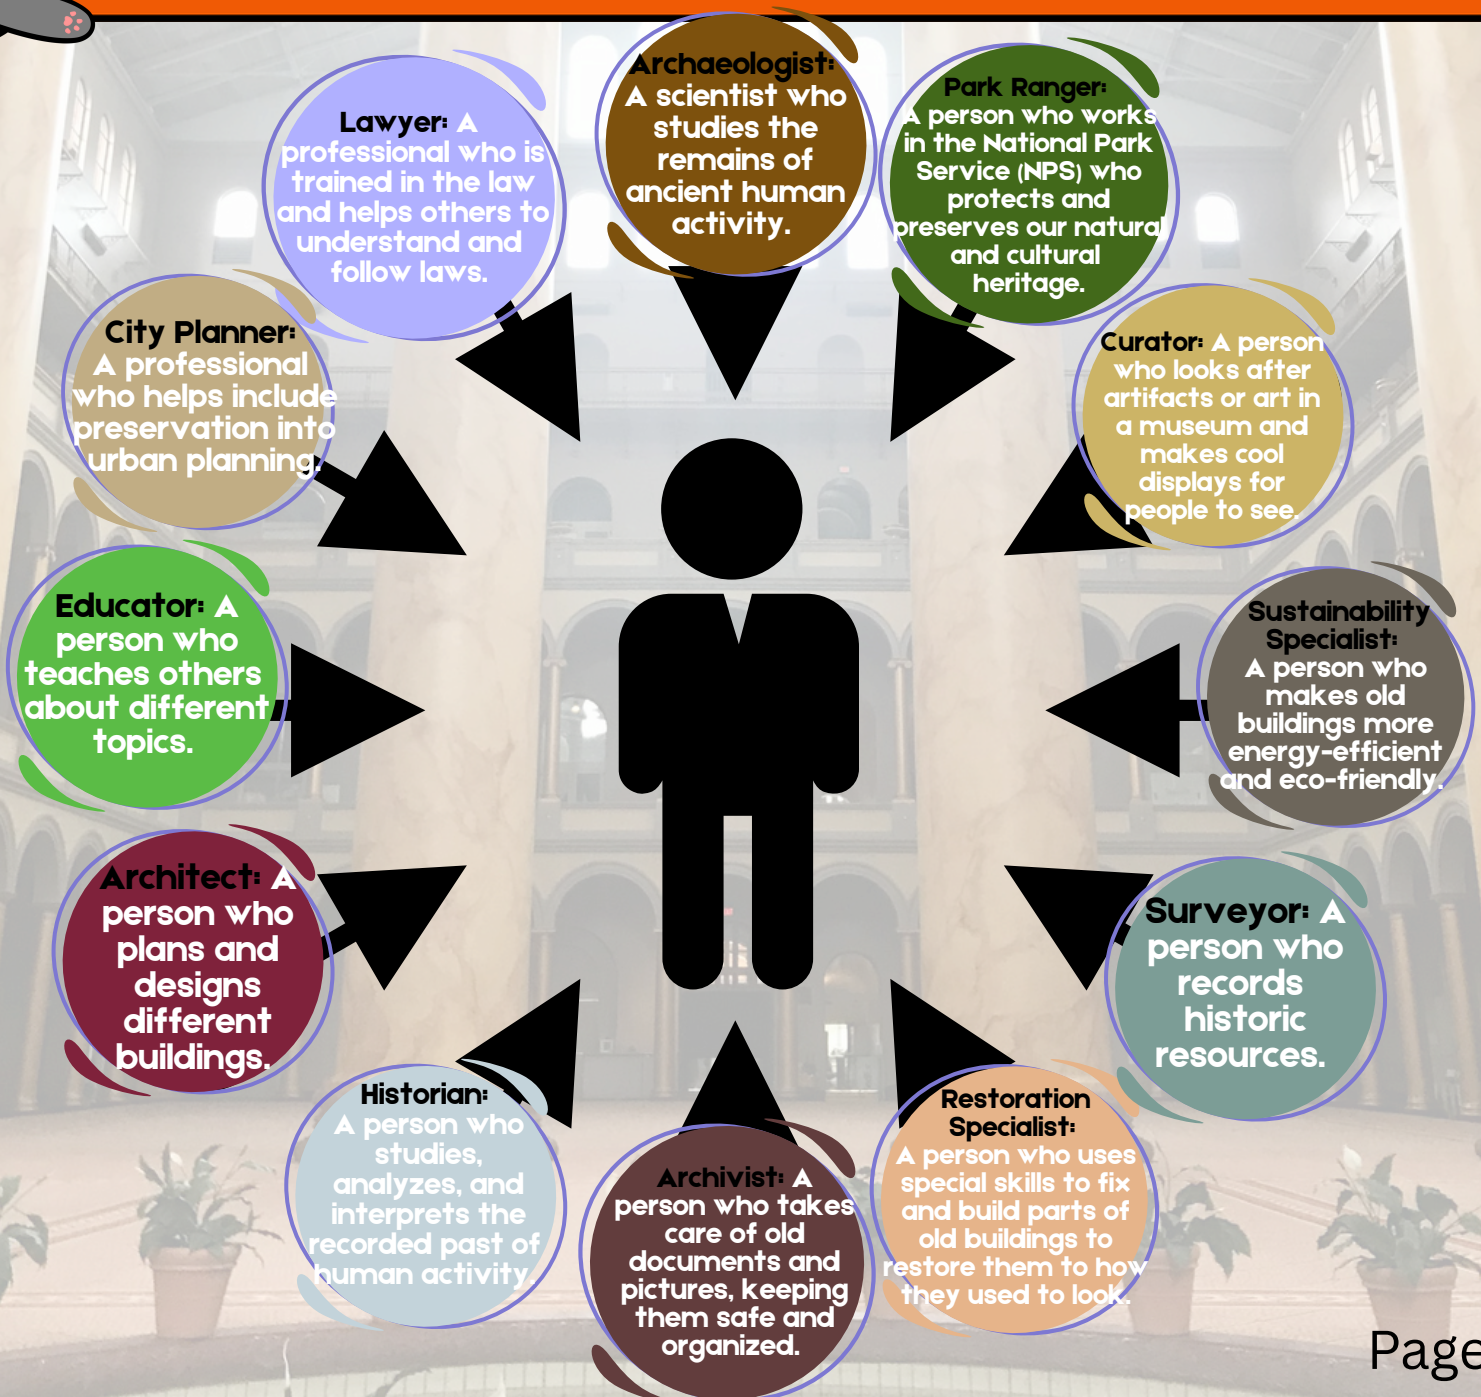 Archaeologist:
A scientist who
studies the
remains of
ancient human
activity.
Park Ranger:
A person who works
in the National Park
Service (NPS) who
protects and
preserves our natural
and cultural
heritage.
Curator: A person
who looks after
artifacts or art in
a museum and
makes cool
displays for
people to see.
Sustainability
Specialist:
A person who
makes old
buildings more
energy-efficient
and eco-friendly.
Surveyor: A
person who
records
historic
resources.
Restoration
Specialist:
A person who uses
special skills to fix
and build parts of
old buildings to
restore them to how
they used to look.
Archivist: A
person who takes
care of old
documents and
pictures, keeping
them safe and
organized.
Historian:
A person who
studies,
analyzes, and
interprets the
recorded past of
human activity.
Architect: A
person who
plans and
designs
different
buildings.
Educator: A
person who
teaches others
about different
topics.
City Planner:
A professional
who helps include
preservation into
urban planning.
Lawyer: A
professional who is
trained in the law
and helps others to
understand and
follow laws.
Page